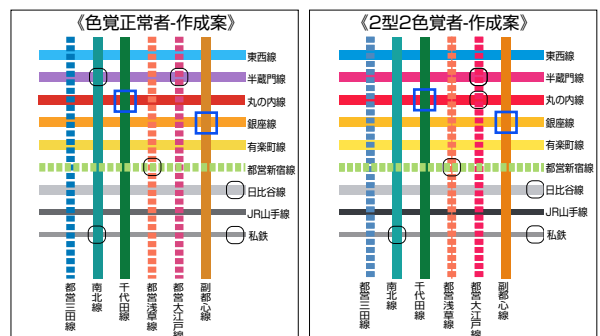 《色覚正常者-作成案》
東西線
半蔵門線
丸の内線
銀座線
有楽町線
都営新宿線
日比谷線
JR山手線
私鉄
都営三田線
南北線
千代田線
都営浅草線
都営大江戸線
副都心線
《2型2色覚者-作成案》
東西線
半蔵門線
丸の内線
銀座線
有楽町線
都営新宿線
日比谷線
JR山手線
私鉄
都営三田線
南北線
千代田線
都営浅草線
都営大江戸線
副都心線